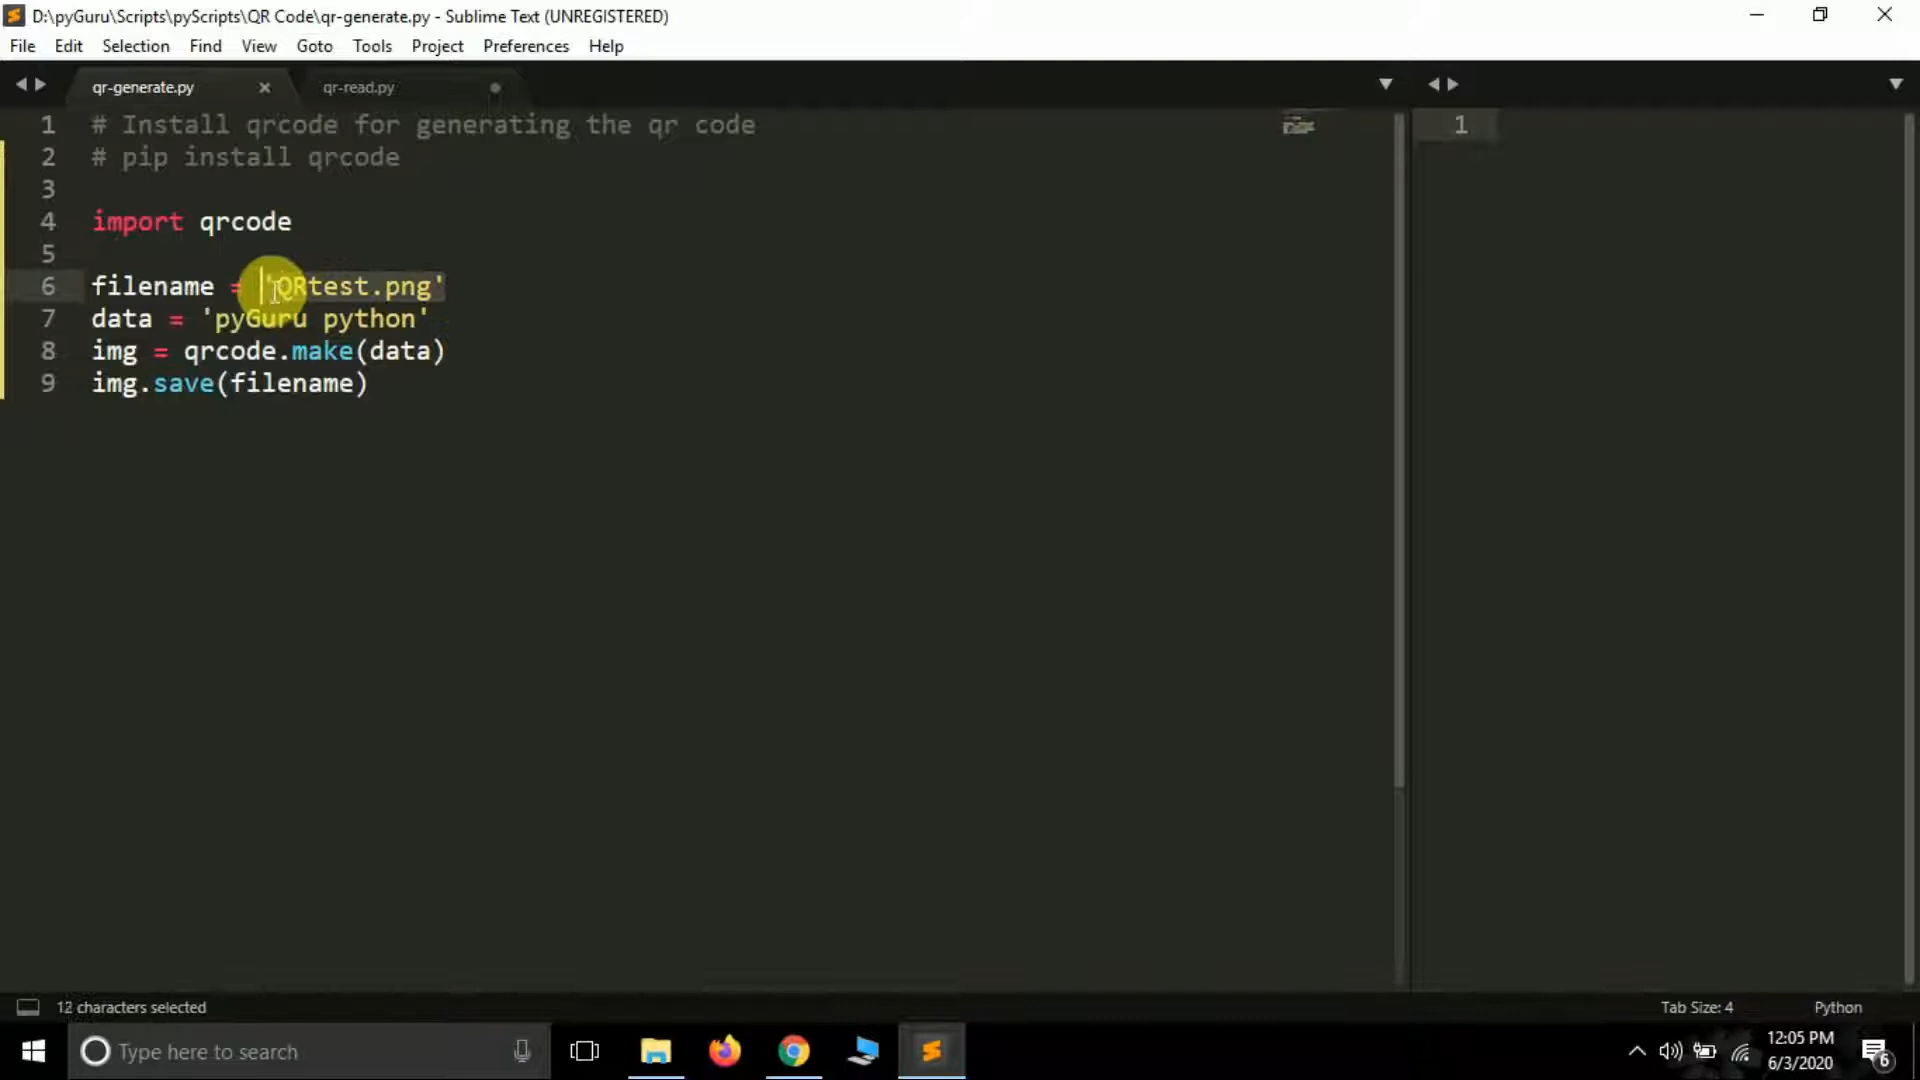 D:\pyGuru\Scripts\pyScripts\QR Code\qr-generate.py - Sublime Text (UNREGISTERED)
File Edit Selection Find View Goto Tools Project Preferences Help
qr-generate.py qr-read.py
1 # Install qrcode for generating the qr code 1
2 # pip install qrcode
3
4 import qrcode
5
6 filename = 'QRtest.png'
7 data = 'pyGuru python'
8 img = qrcode.make(data)
9 img.save(filename)
12 characters selected Tab Size: 4 Python
Type here to search 12:05 PM
6/3/2020 6